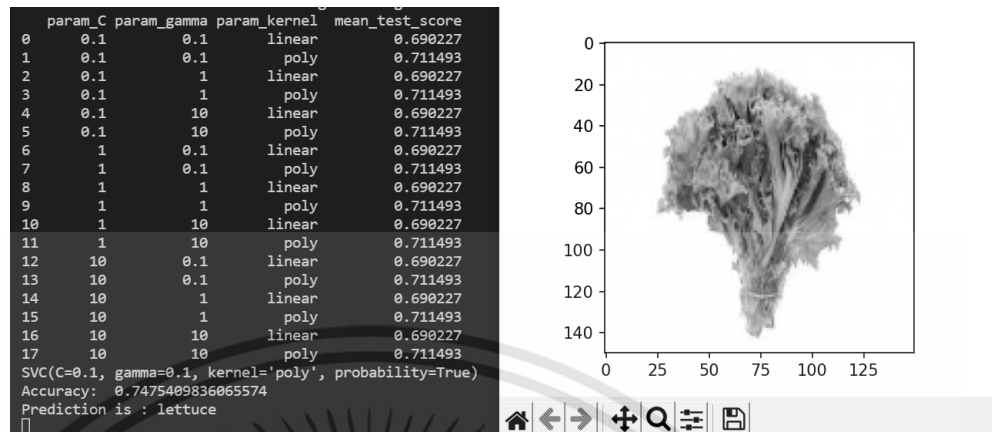 param_C param_gamma param_kernel mean_test_score
0 0.1 0.1 linear 0.690227
1 0.1 0.1 poly 0.711493
2 0.1 1 linear 0.690227
3 0.1 1 poly 0.711493
4 0.1 10 linear 0.690227
5 0.1 10 poly 0.711493
6 1 0.1 linear 0.690227
7 1 0.1 poly 0.711493
8 1 1 linear 0.690227
9 1 1 poly 0.711493
10 1 10 linear 0.690227
11 1 10 poly 0.711493
12 10 0.1 linear 0.690227
13 10 0.1 poly 0.711493
14 10 1 linear 0.690227
15 10 1 poly 0.711493
16 10 10 linear 0.690227
17 10 10 poly 0.711493
SVC(C=0.1, gamma=0.1, kernel='poly', probability=True)
Accuracy: 0.7475409836065574
Prediction is : lettuce
0
20
40
60
80
100
120
140
0 25 50 75 100 125